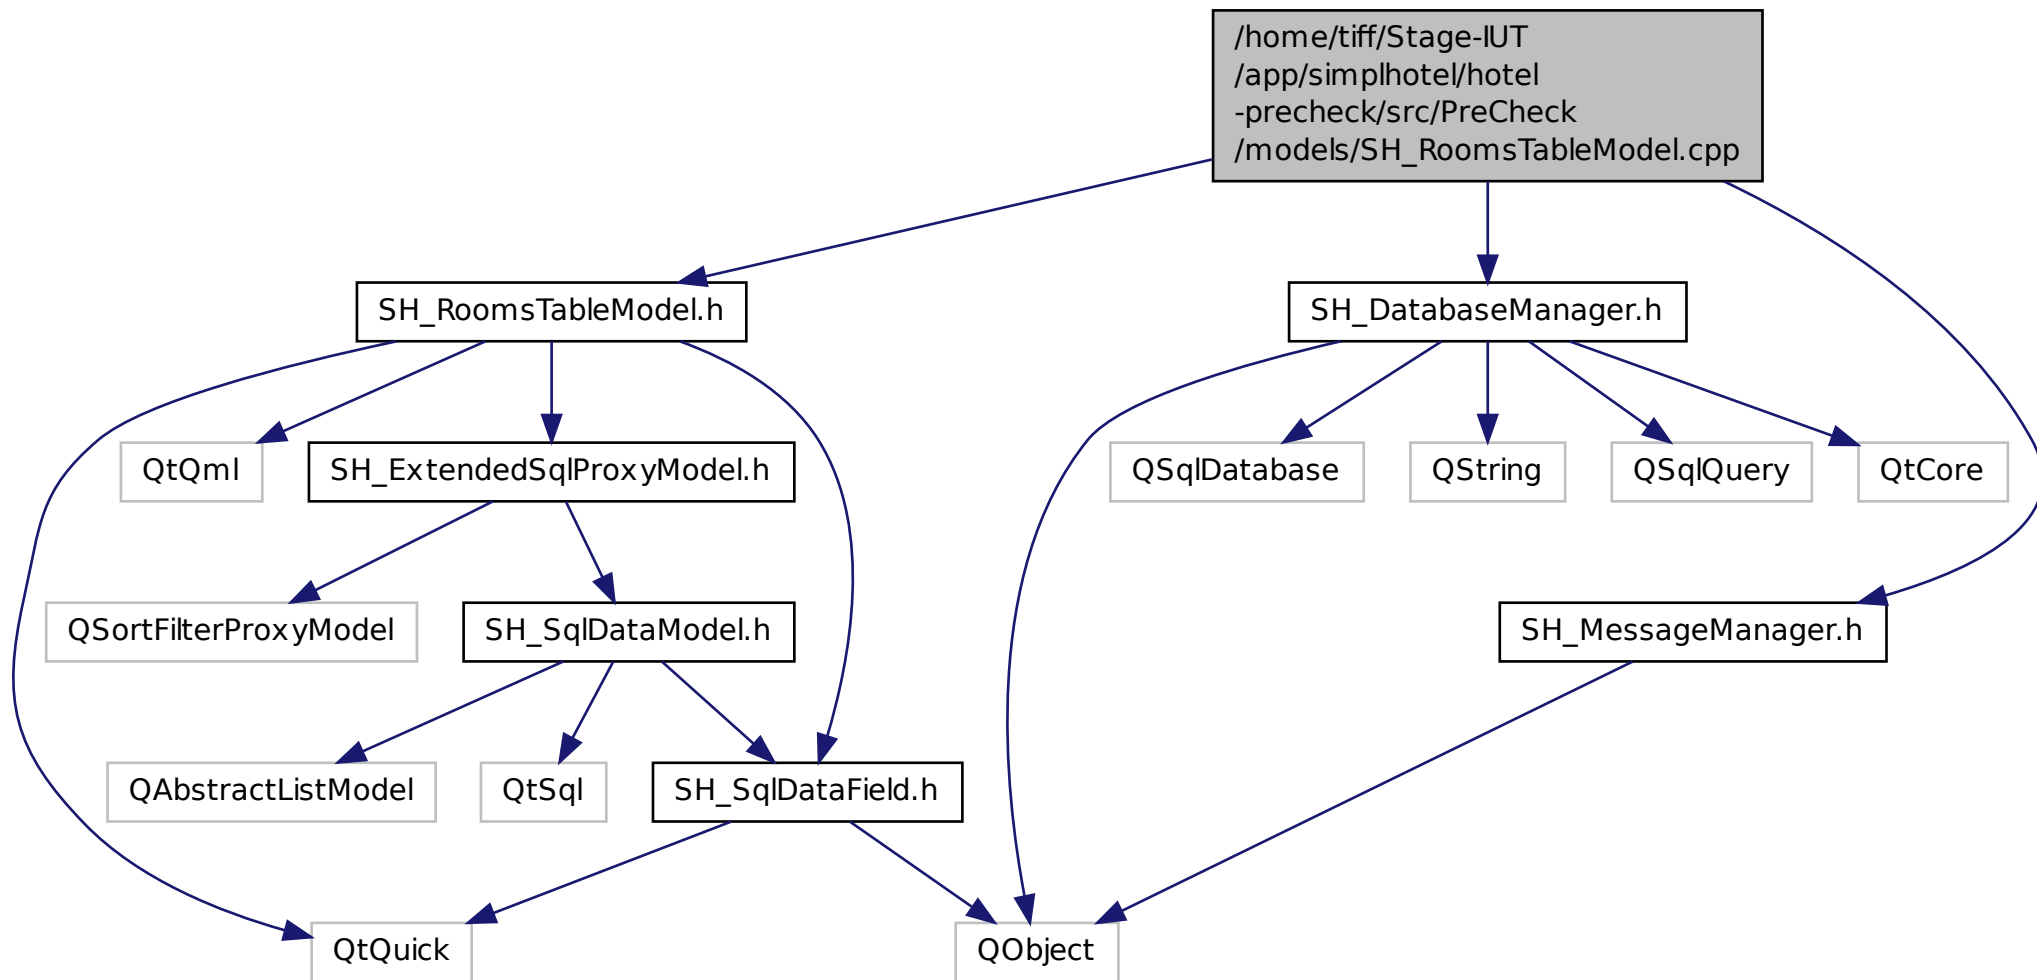 /home/tiff/Stage-IUT
/app/simplhotel/hotel
-precheck/src/PreCheck
/models/SH_RoomsTableModel.cpp
SH_RoomsTableModel.h
SH_DatabaseManager.h
QtQml
SH_ExtendedSqlProxyModel.h
QSqlDatabase
QString
QSqlQuery
QtCore
QSortFilterProxyModel
SH_SqlDataModel.h
SH_MessageManager.h
QAbstractListModel
QtSql
SH_SqlDataField.h
QtQuick
QObject